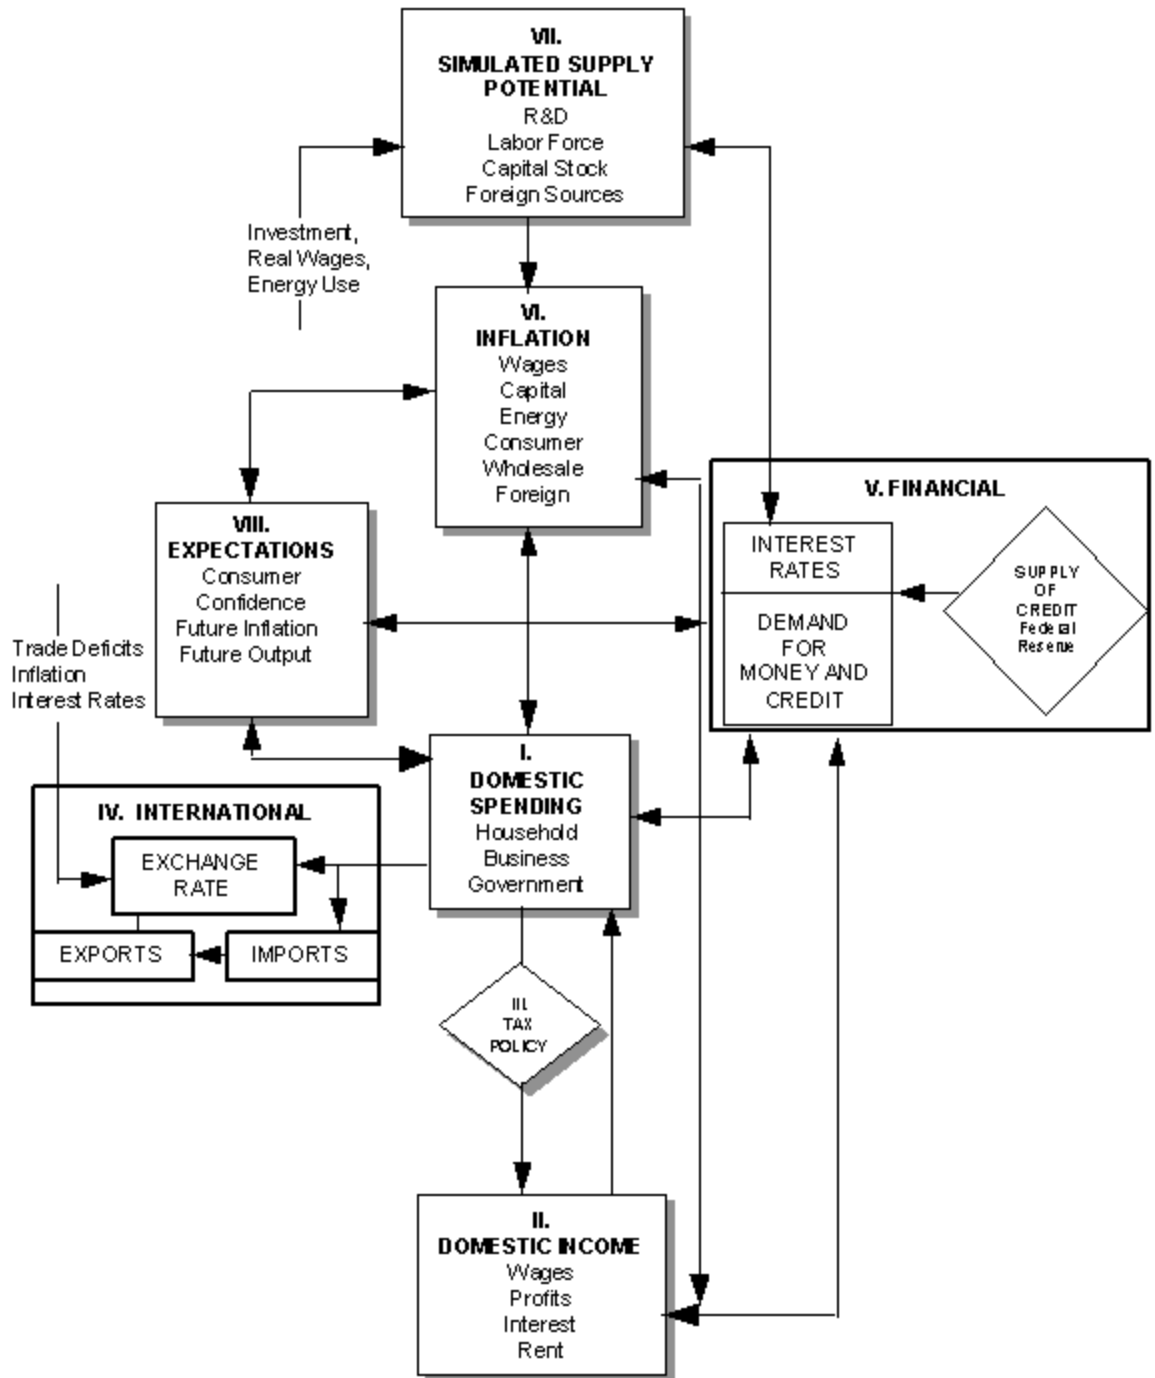 VII.
SIMULATED SUPPLY
POTENTIAL
R&D
Labor Force
Capital Stock
Foreign Sources
Investment,
Real Wages,
Energy Use
VI.
INFLATION
Wages
Capital
Energy
Consumer
Wholesale
Foreign
VIII.
EXPECTATIONS
Consumer
Confidence
Future Inflation
Future Output
V. FINANCIAL
INTEREST
RATES
DEMAND
FOR
MONEY AND
CREDIT
SUPPLY
OF
CREDIT
Federal
Reserve
Trade Deficits
Inflation
Interest Rates
I.
DOMESTIC
SPENDING
Household
Business
Government
IV. INTERNATIONAL
EXCHANGE
RATE
EXPORTS
IMPORTS
III.
TAX
POLICY
II.
DOMESTIC INCOME
Wages
Profits
Interest
Rent